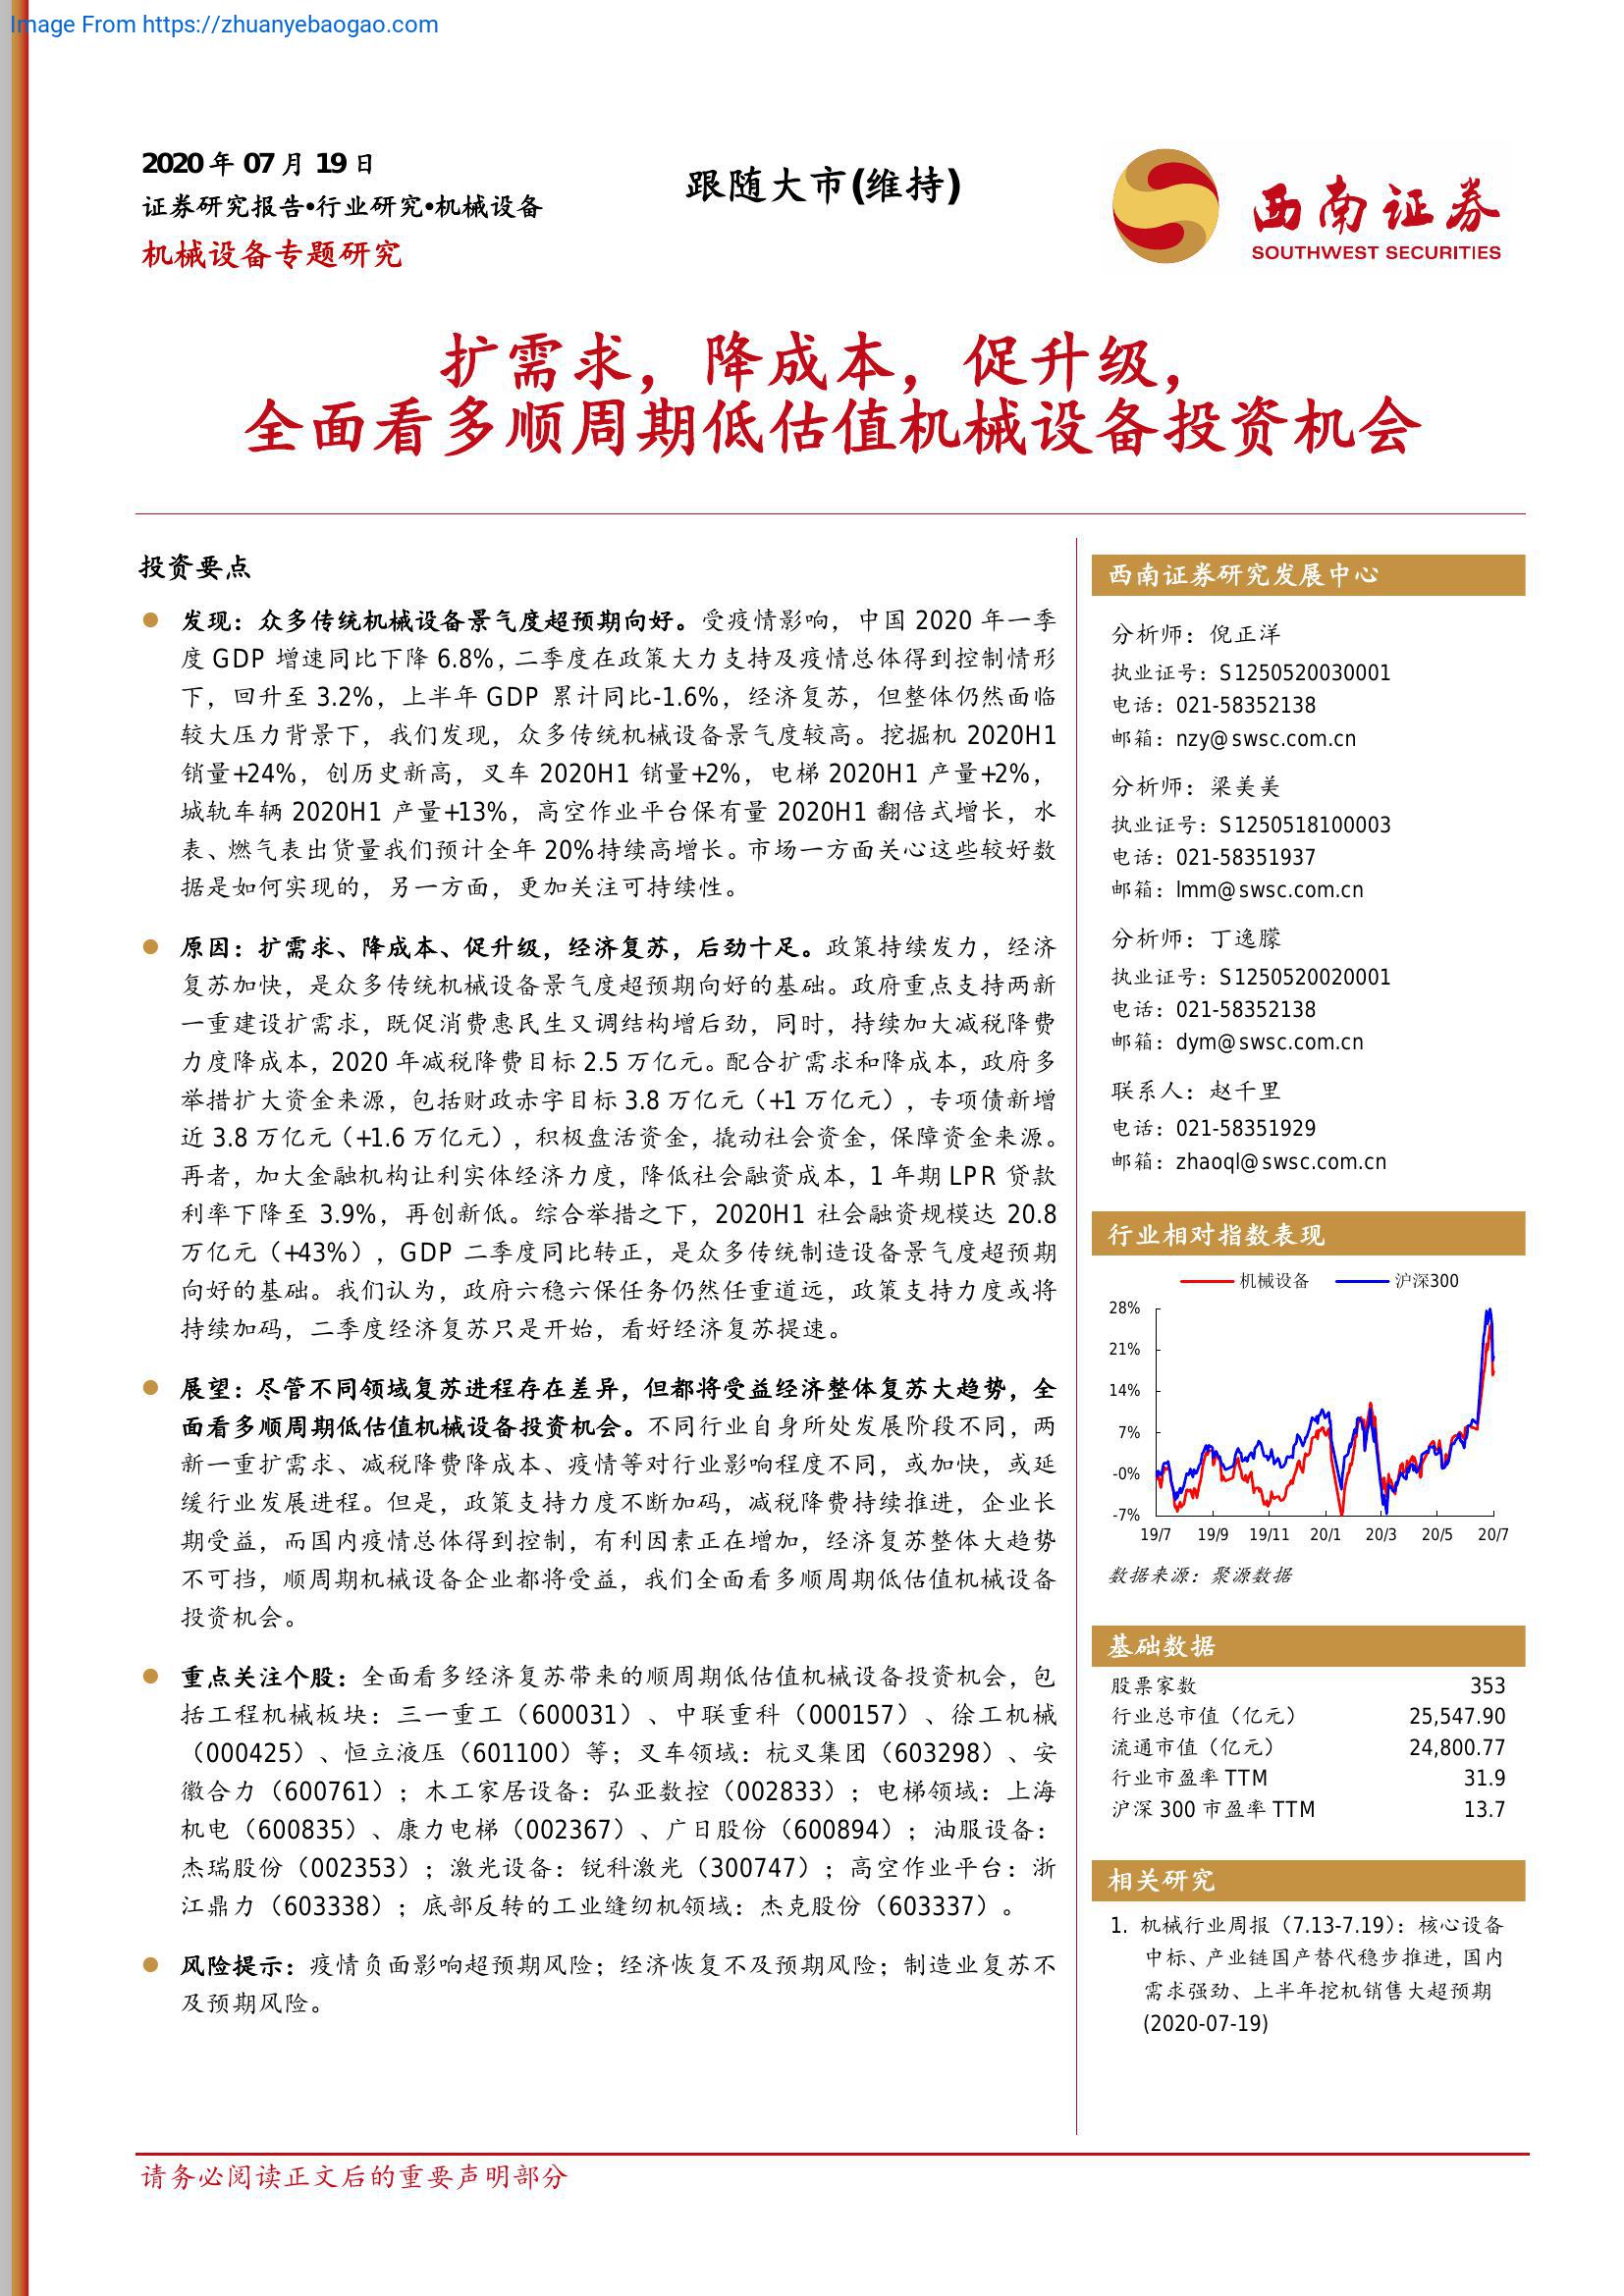 Image From https://zhuanyebaogao.com
2020 年 07 月 19 日
证券研究报告•行业研究•机械设备
机械设备专题研究
跟随大市(维持)
西南证券
SOUTHWEST SECURITIES
扩需求，降成本，促升级，
全面看多顺周期低估值机械设备投资机会
投资要点
发现：众多传统机械设备景气度超预期向好。受疫情影响，中国 2020 年一季
度 GDP 增速同比下降 6.8%，二季度在政策大力支持及疫情总体得到控制情形
下，回升至 3.2%，上半年 GDP 累计同比-1.6%，经济复苏，但整体仍然面临
较大压力背景下，我们发现，众多传统机械设备景气度较高。挖掘机 2020H1
销量+24%，创历史新高，叉车 2020H1 销量+2%，电梯 2020H1 产量+2%，
城轨车辆 2020H1 产量+13%，高空作业平台保有量 2020H1 翻倍式增长，水
表、燃气表出货量我们预计全年 20%持续高增长。市场一方面关心这些较好数
据是如何实现的，另一方面，更加关注可持续性。
原因：扩需求、降成本、促升级，经济复苏，后劲十足。政策持续发力，经济
复苏加快，是众多传统机械设备景气度超预期向好的基础。政府重点支持两新
一重建设扩需求，既促消费惠民生又调结构增后劲，同时，持续加大减税降费
力度降成本，2020 年减税降费目标 2.5 万亿元。配合扩需求和降成本，政府多
举措扩大资金来源，包括财政赤字目标 3.8 万亿元（+1 万亿元），专项债新增
近 3.8 万亿元（+1.6 万亿元），积极盘活资金，撬动社会资金，保障资金来源。
再者，加大金融机构让利实体经济力度，降低社会融资成本，1 年期 LPR 贷款
利率下降至 3.9%，再创新低。综合举措之下，2020H1 社会融资规模达 20.8
万亿元（+43%），GDP 二季度同比转正，是众多传统制造设备景气度超预期
向好的基础。我们认为，政府六稳六保任务仍然任重道远，政策支持力度或将
持续加码，二季度经济复苏只是开始，看好经济复苏提速。
展望：尽管不同领域复苏进程存在差异，但都将受益经济整体复苏大趋势，全
面看多顺周期低估值机械设备投资机会。不同行业自身所处发展阶段不同，两
新一重扩需求、减税降费降成本、疫情等对行业影响程度不同，或加快，或延
缓行业发展进程。但是，政策支持力度不断加码，减税降费持续推进，企业长
期受益，而国内疫情总体得到控制，有利因素正在增加，经济复苏整体大趋势
不可挡，顺周期机械设备企业都将受益，我们全面看多顺周期低估值机械设备
投资机会。
重点关注个股：全面看多经济复苏带来的顺周期低估值机械设备投资机会，包
括工程机械板块：三一重工（600031）、中联重科（000157）、徐工机械
（000425）、恒立液压（601100）等；叉车领域：杭叉集团（603298）、安
徽合力（600761）；木工家居设备：弘亚数控（002833）；电梯领域：上海
机电（600835）、康力电梯（002367）、广日股份（600894）；油服设备：
杰瑞股份（002353）；激光设备：锐科激光（300747）；高空作业平台：浙
江鼎力（603338）；底部反转的工业缝纫机领域：杰克股份（603337）。
风险提示：疫情负面影响超预期风险；经济恢复不及预期风险；制造业复苏不
及预期风险。
西南证券研究发展中心
分析师：倪正洋
执业证号：S1250520030001
电话：021-58352138
邮箱：nzy@swsc.com.cn
分析师：梁美美
执业证号：S1250518100003
电话：021-58351937
邮箱：lmm@swsc.com.cn
分析师：丁逸朦
执业证号：S1250520020001
电话：021-58352138
邮箱：dym@swsc.com.cn
联系人：赵千里
电话：021-58351929
邮箱：zhaoql@swsc.com.cn
行业相对指数表现
机械设备 沪深300
28%
21%
14%
7%
-0%
-7%
19/7 19/9 19/11 20/1 20/3 20/5 20/7
数据来源：聚源数据
基础数据
股票家数 353
行业总市值（亿元） 25,547.90
流通市值（亿元） 24,800.77
行业市盈率 TTM 31.9
沪深 300 市盈率 TTM 13.7
相关研究
1. 机械行业周报（7.13-7.19）：核心设备
中标、产业链国产替代稳步推进，国内
需求强劲、上半年挖机销售大超预期
(2020-07-19)
请务必阅读正文后的重要声明部分